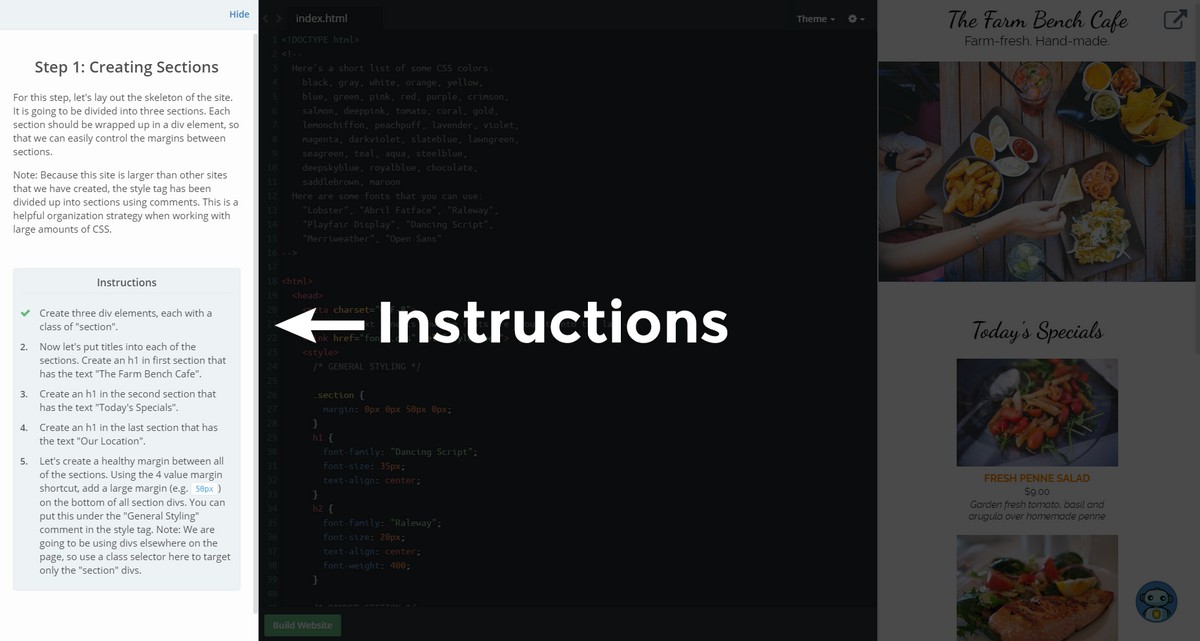 Hide
Step 1: Creating Sections
For this step, let's lay out the skeleton of the site.
It is going to be divided into three sections. Each
section should be wrapped up in a div element, so
that we can easily control the margins between
sections.
Note: Because this site is larger than other sites
that we have created, the style tag has been
divided up into sections using comments. This is a
helpful organization strategy when working with
large amounts of CSS.
Instructions
Create three div elements, each with a
class of "section".
2. Now let's put titles into each of the
sections. Create an h1 in first section that
has the text "The Farm Bench Cafe".
3. Create an h1 in the second section that
has the text "Today's Specials".
4. Create an h1 in the last section that has
the text "Our Location".
5. Let's create a healthy margin between all
of the sections. Using the 4 value margin
shortcut, add a large margin (e.g. 50px )
on the bottom of all section divs. You can
put this under the "General Styling"
comment in the style tag. Note: We are
going to be using divs elsewhere on the
page, so use a class selector here to target
only the "section" divs.
index.html
Theme
1 <!DOCTYPE html>
2 <!--
3 Here's a short list of some CSS colors:
4 black, gray, white, orange, yellow,
5 blue, green, pink, red, purple, crimson,
6 salmon, deeppink, tomato, coral, gold,
7 lemonchiffon, peachpuff, lavender, violet,
8 magenta, darkviolet, slateblue, lawngreen,
9 seagreen, teal, aqua, steelblue,
10 deepskyblue, royalblue, chocolate,
11 saddlebrown, maroon
12 Here are some fonts that you can use:
13 "Lobster", "Abril Fatface", "Raleway",
14 "Playfair Display", "Dancing Script",
15 "Merriweather", "Open Sans"
16 -->
17
18 <html>
19 <head>
20 charset=
Instructions
22 href=
23 <style>
24 /* GENERAL STYLING */
25
26 .section {
27 margin: 0px 0px 50px 0px;
28 }
29 h1 {
30 font-family: "Dancing Script";
31 font-size: 35px;
32 text-align: center;
33 }
34 h2 {
35 font-family: "Raleway";
36 font-size: 20px;
37 text-align: center;
38 font-weight: 400;
39 }
40
Build Website
The Farm Bench Cafe
Farm-fresh. Hand-made.
Today's Specials
FRESH PENNE SALAD
$9.00
Garden fresh tomato, basil and
arugula over homemade penne